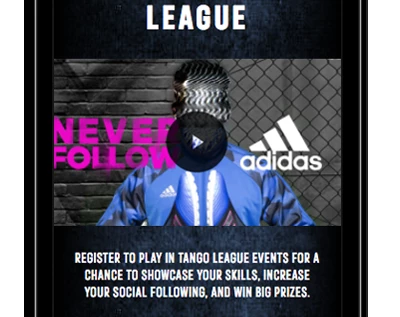 LEAGUE
NEVER
FOLLOW
adidas
REGISTER TO PLAY IN TANGO LEAGUE EVENTS FOR A
CHANCE TO SHOWCASE YOUR SKILLS, INCREASE
YOUR SOCIAL FOLLOWING, AND WIN BIG PRIZES.